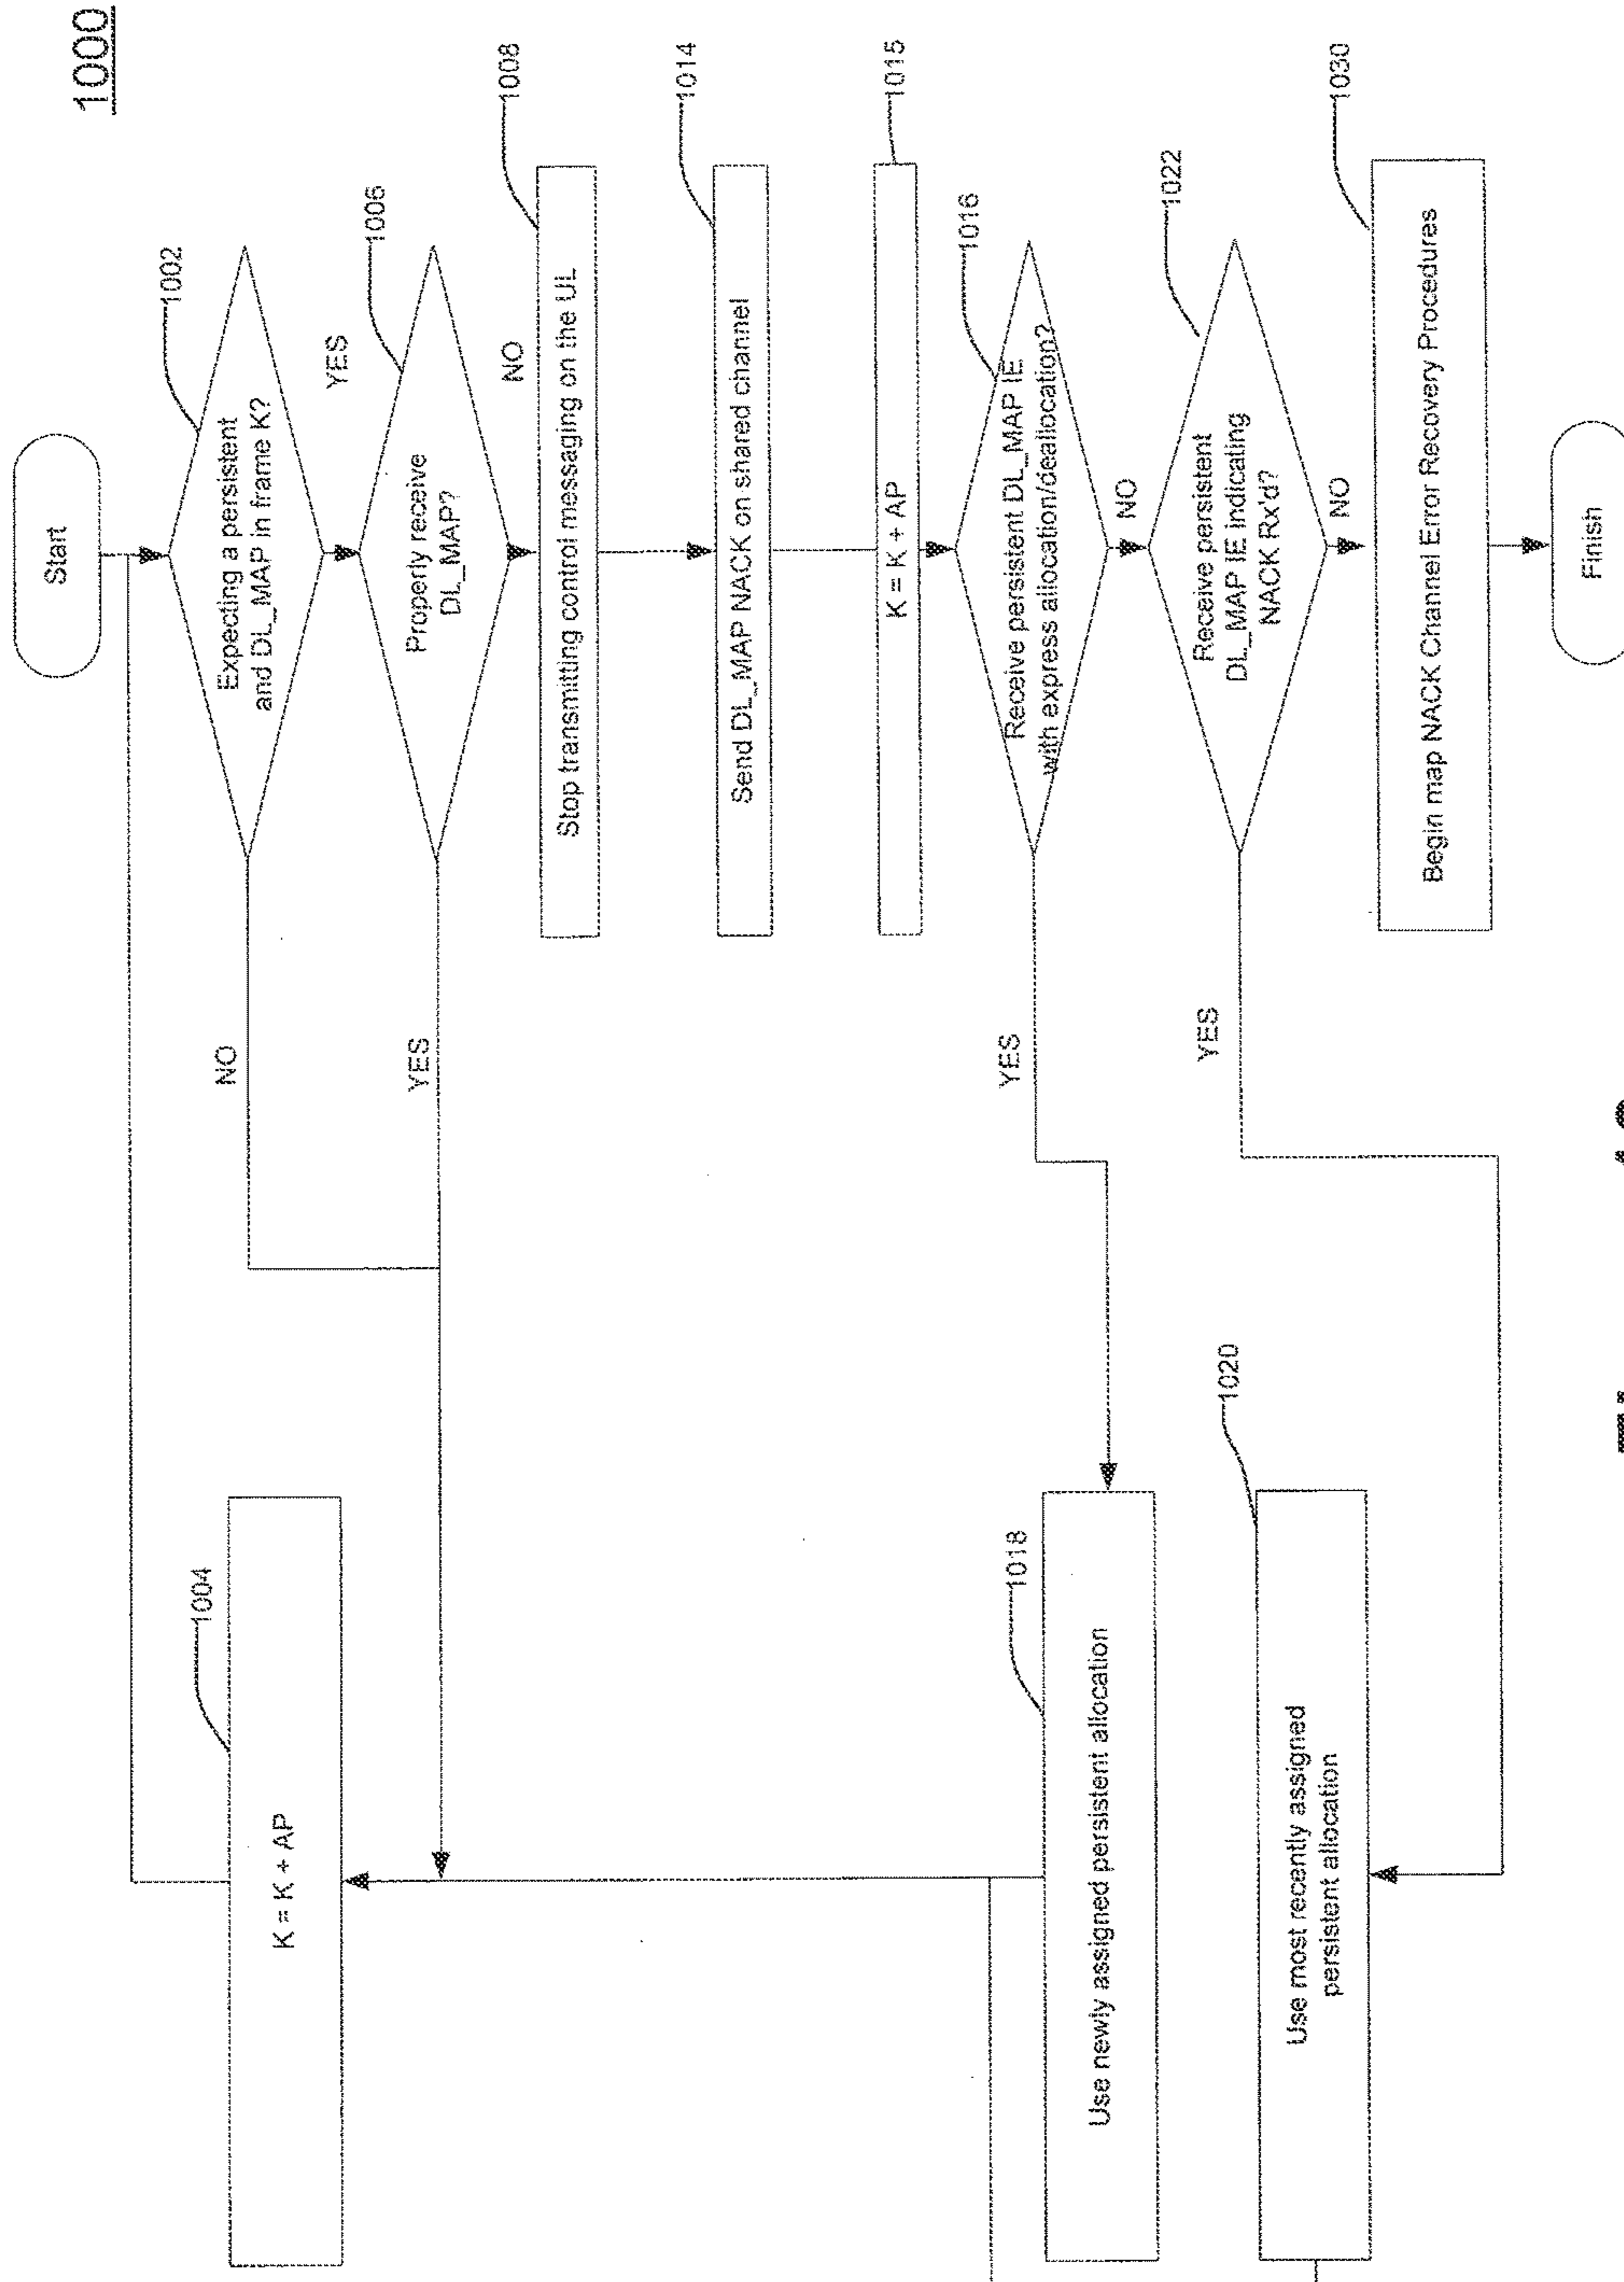 1000
Start
1002
Expecting a persistent
and DL_MAP in frame K?
YES
NO
1004
K = K + AP
1006
Properly receive
DL_MAP?
NO
YES
1008
Stop transmitting control messaging on the UL
1014
Send DL_MAP NACK on shared channel
1015
K = K + AP
1016
Receive persistent DL_MAP IE
with express allocation/deallocation?
NO
YES
1018
Use newly assigned persistent allocation
1022
Receive persistent
DL_MAP IE indicating
NACK Rx'd?
NO
YES
1020
Use most recently assigned
persistent allocation
1030
Begin map NACK Channel Error Recovery Procedures
Finish